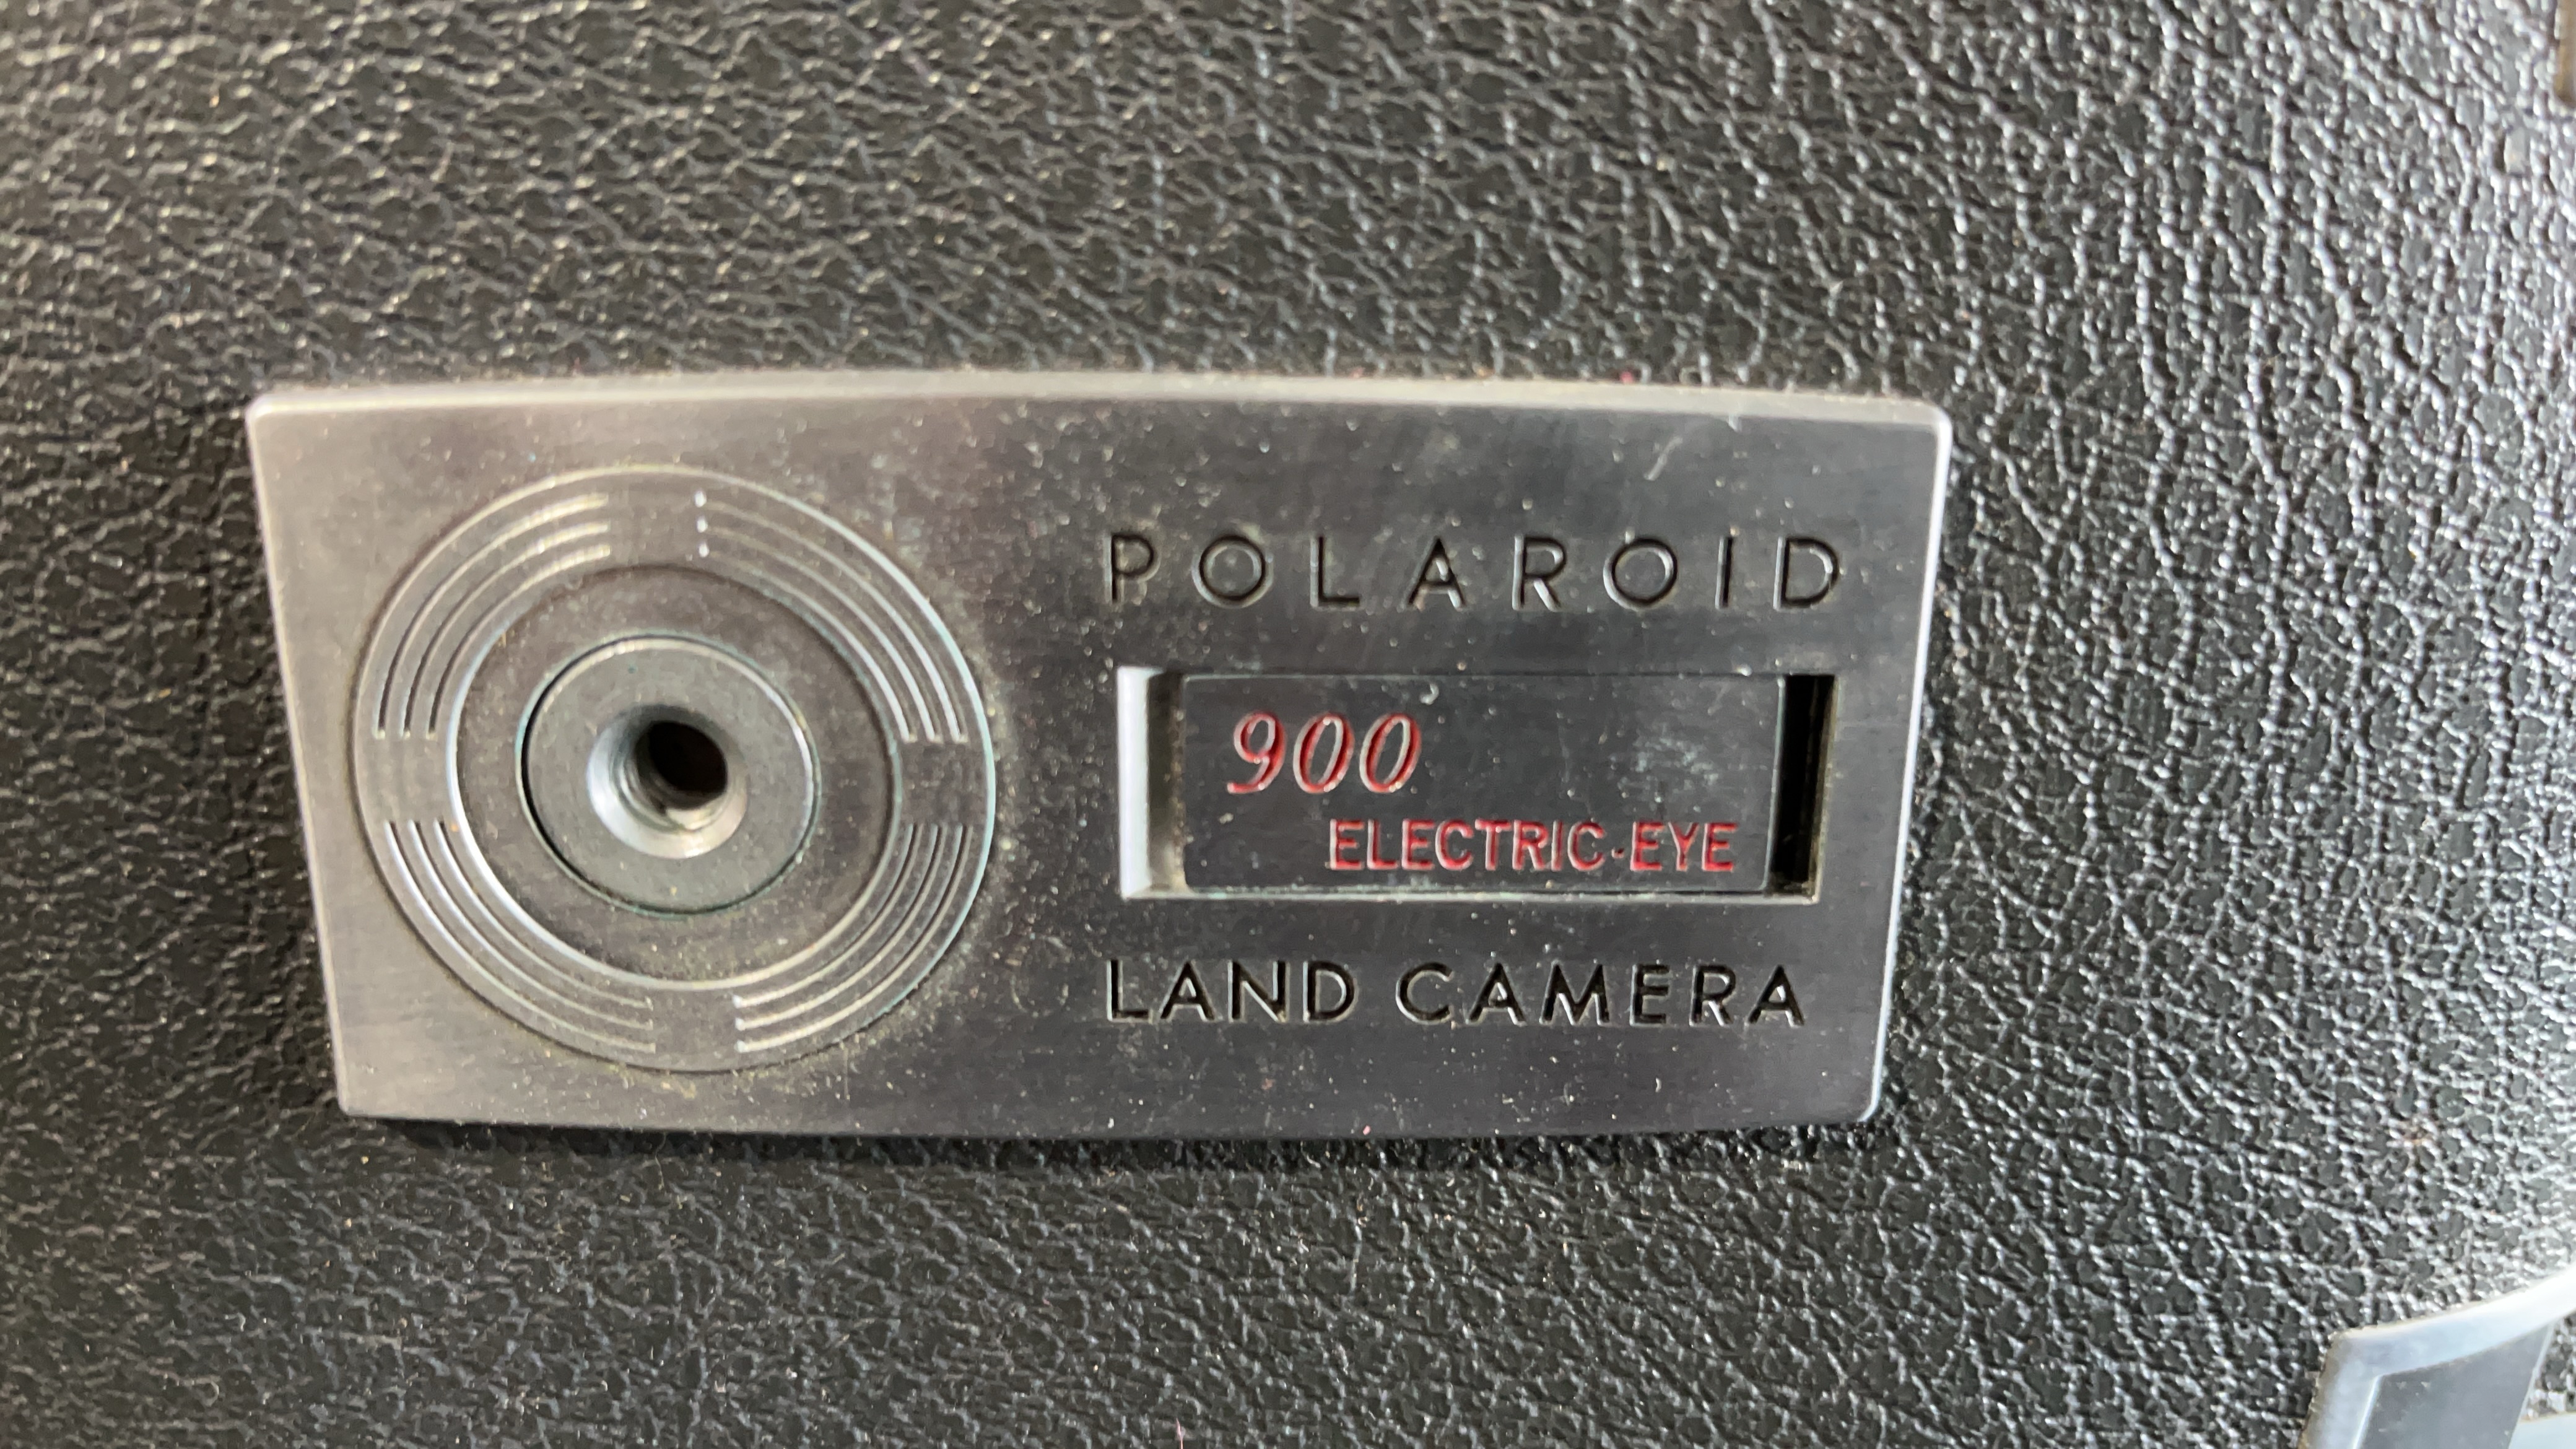 POLAROID
900
ELECTRIC-EYE
LAND CAMERA